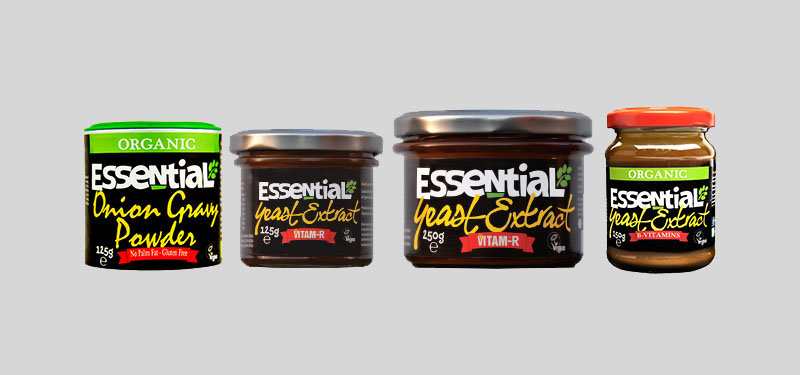 ORGANIC
ESSENtiAL
Onion Gravy
Powder
125g
e
No Palm Fat - Gluten Free
Vegan
ESSENtiAL
Yeast-Extract
125g
e
VITAM-R
Vegan
ESSENtiAL
Yeast-Extract
250g
e
VITAM-R
Vegan
ORGANIC
ESSENtiAL
Yeast-Extract
e
B-VITAMINS
Vegan